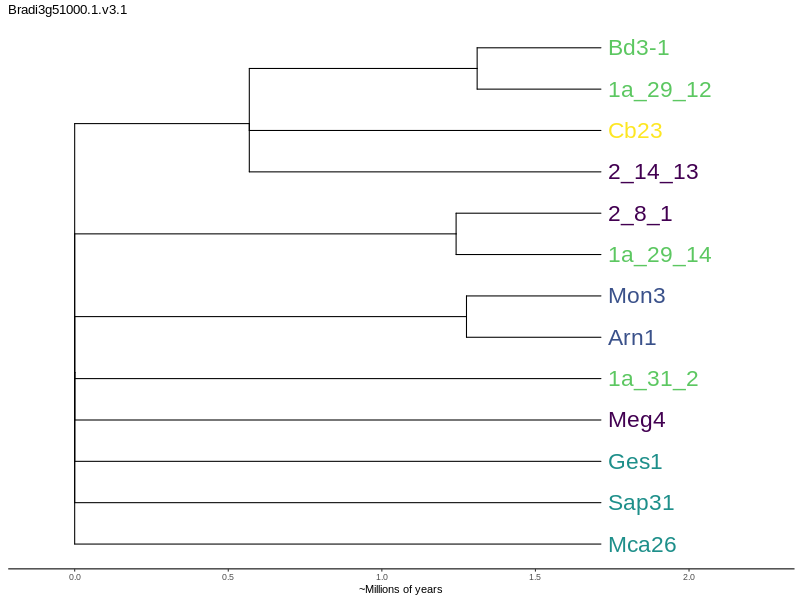 Bradi3g51000.1.v3.1
Bd3-1
1a_29_12
Cb23
2_14_13
2_8_1
1a_29_14
Mon3
Arn1
1a_31_2
Meg4
Ges1
Sap31
Mca26
0.0 0.5 1.0 1.5 2.0
~Millions of years